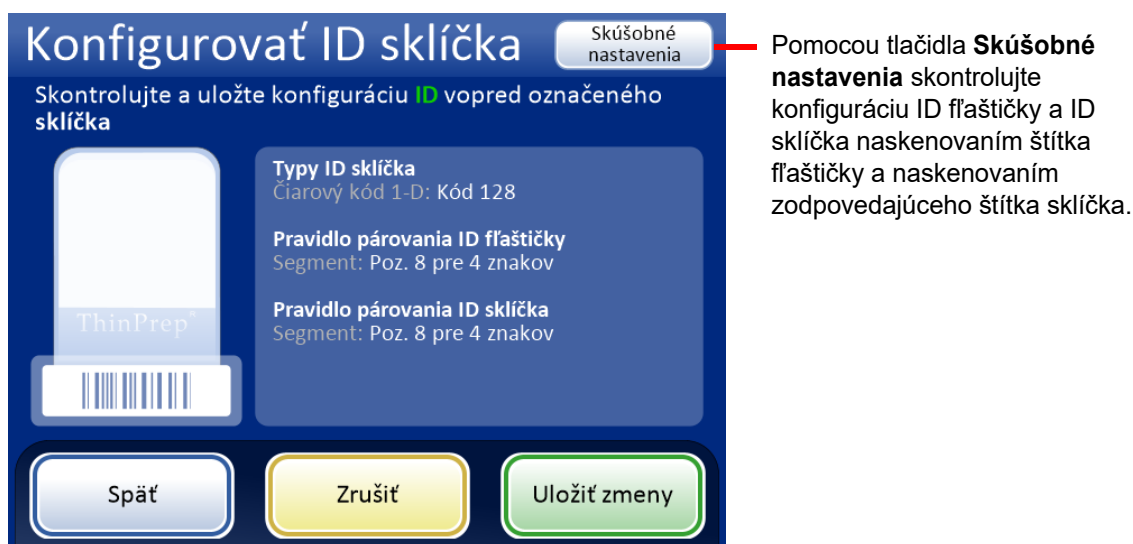 Konfigurovať ID sklíčka
Skúšobné
nastavenia
Skontrolujte a uložte konfiguráciu ID vopred označeného
sklíčka
Typy ID sklíčka
Čiarový kód 1-D: Kód 128
Pravidlo párovania ID fľaštičky
Segment: Poz. 8 pre 4 znakov
Pravidlo párovania ID sklíčka
Segment: Poz. 8 pre 4 znakov
ThinPrep®
Späť
Zrušiť
Uložiť zmeny
Pomocou tlačidla Skúšobné
nastavenia skontrolujte
konfiguráciu ID fľaštičky a ID
sklíčka naskenovaním štítka
fľaštičky a naskenovaním
zodpovedajúceho štítka sklíčka.